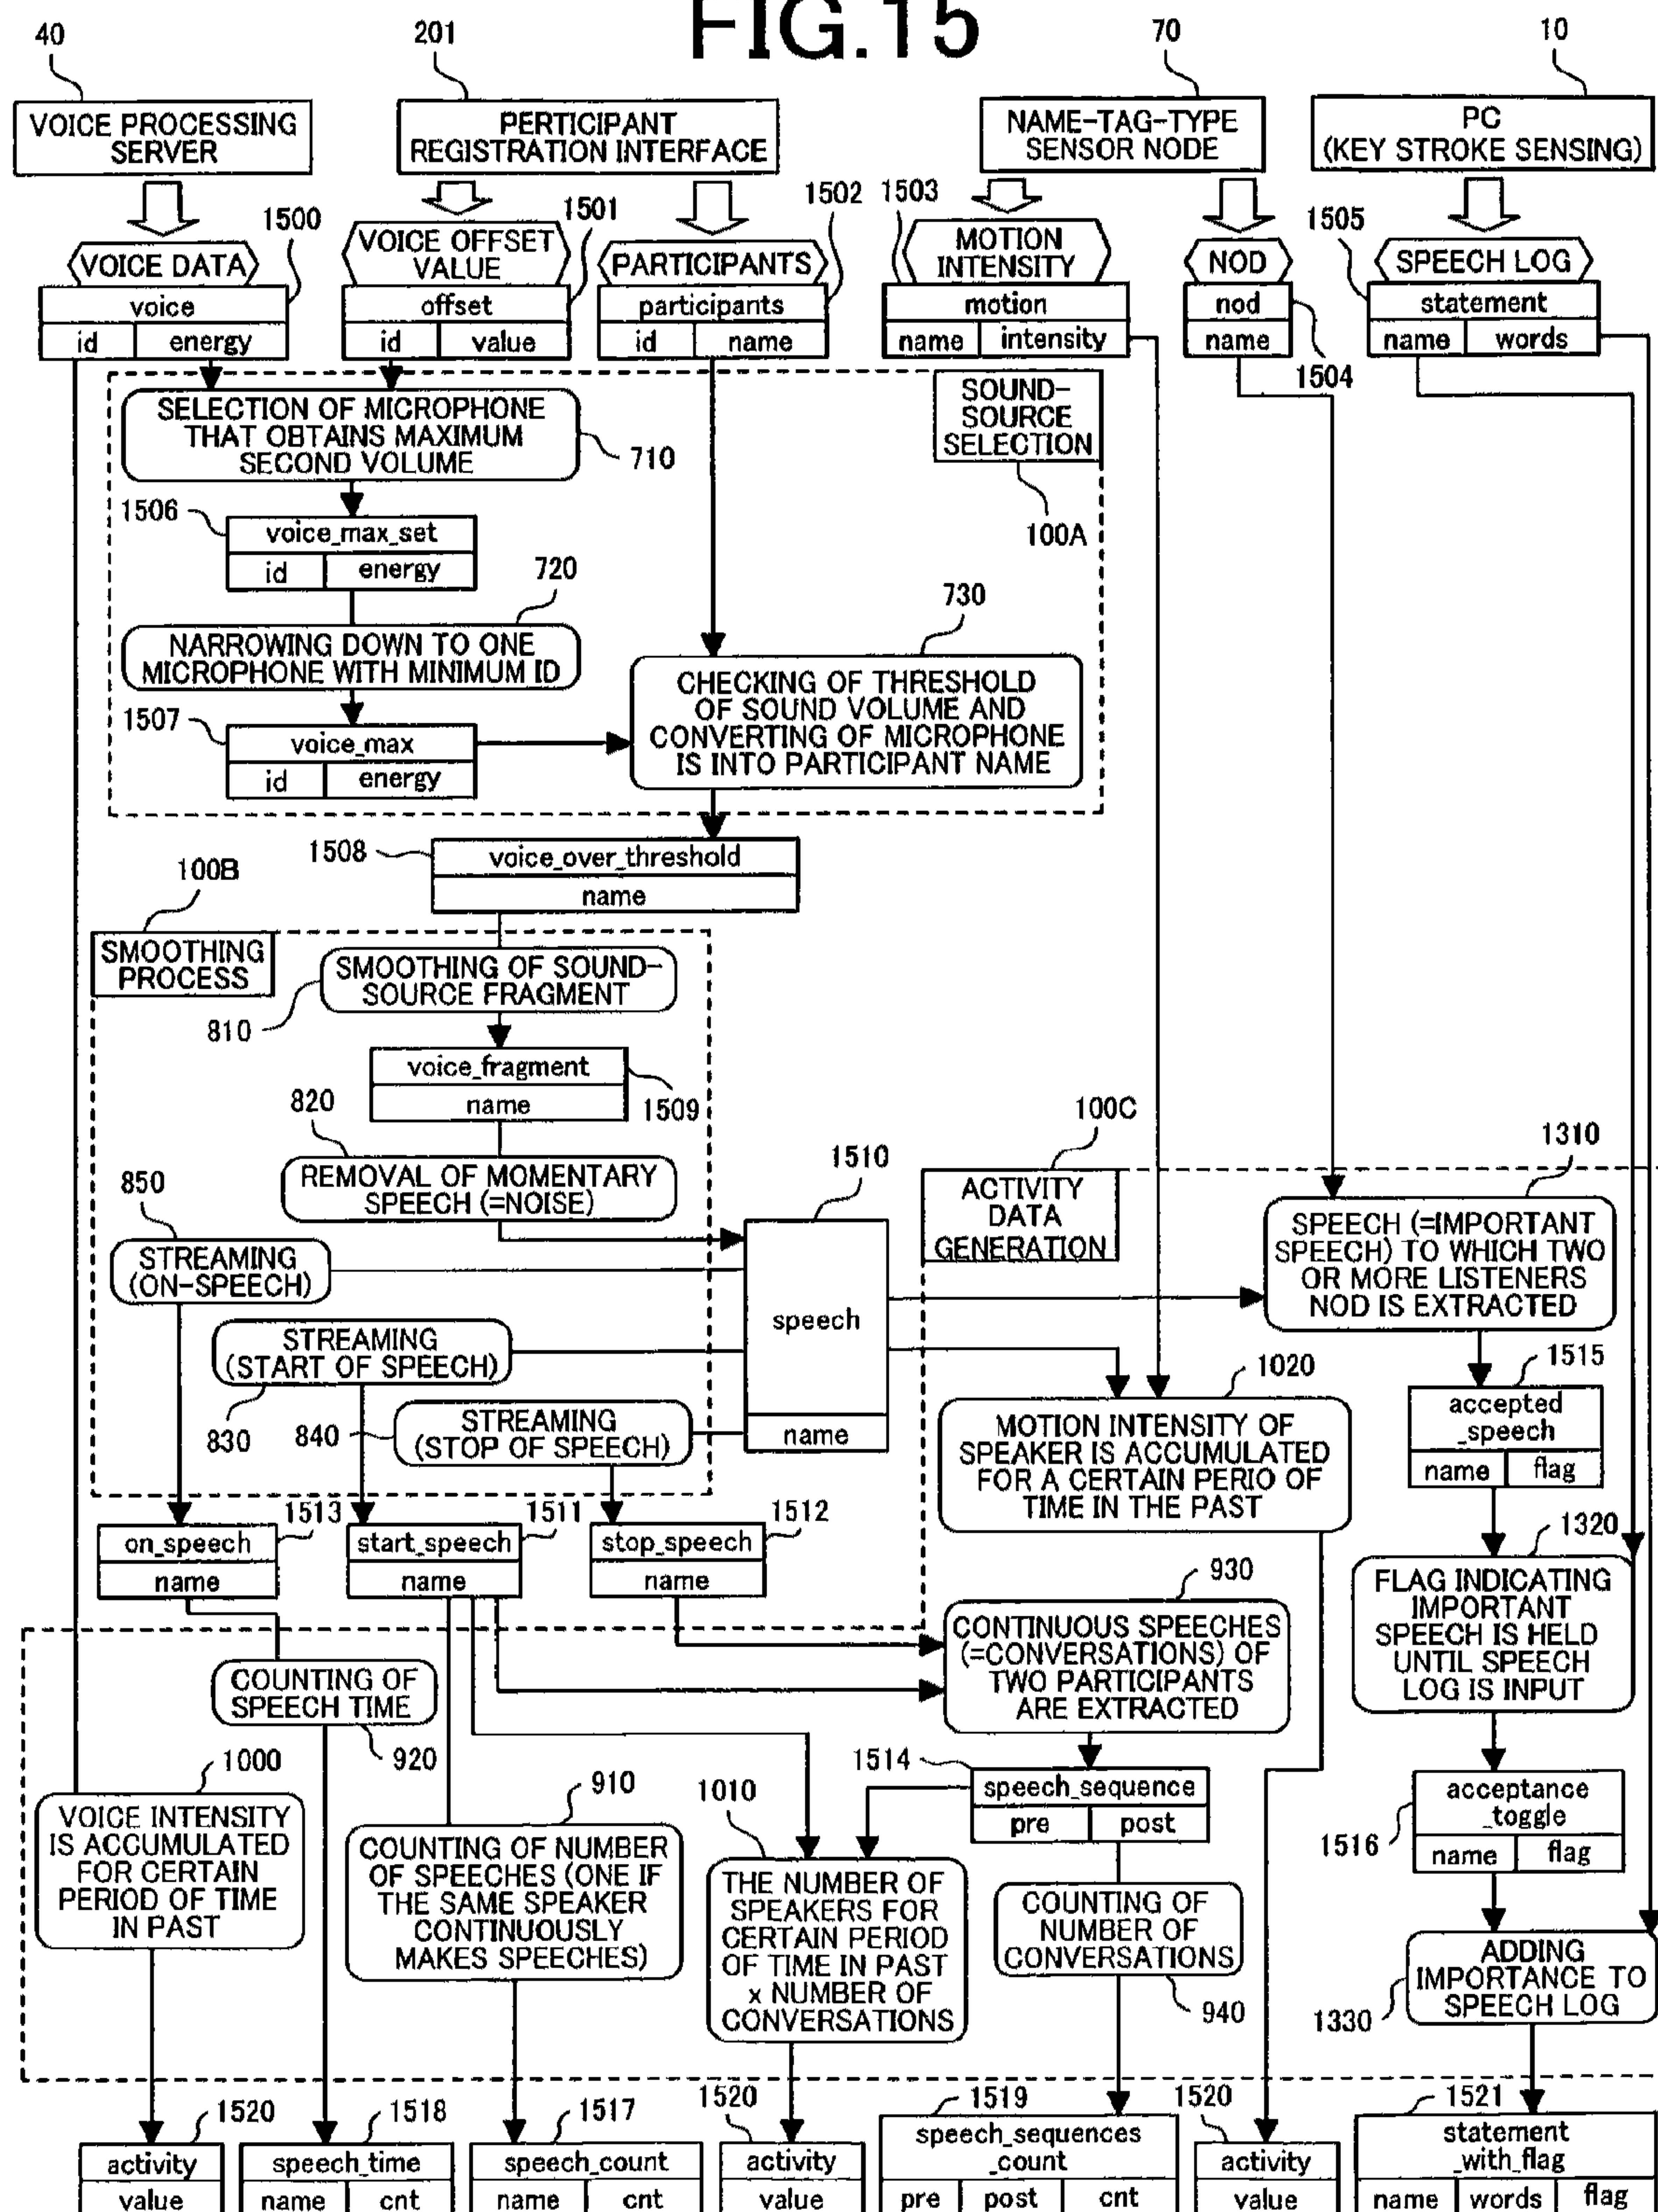 FIG.15
40
201
70
10
VOICE PROCESSING
SERVER
PERTICIPANT
REGISTRATION INTERFACE
NAME-TAG-TYPE
SENSOR NODE
PC
(KEY STROKE SENSING)
1500
1501
1502
1503
1505
VOICE DATA
VOICE OFFSET
VALUE
PARTICIPANTS
MOTION
INTENSITY
NOD
SPEECH LOG
voice
id
energy
offset
id
value
participants
id
name
motion
name
intensity
nod
name
statement
name
words
1504
SELECTION OF MICROPHONE
THAT OBTAINS MAXIMUM
SECOND VOLUME
710
SOUND-
SOURCE
SELECTION
100A
1506
voice_max_set
id
energy
720
NARROWING DOWN TO ONE
MICROPHONE WITH MINIMUM ID
730
CHECKING OF THRESHOLD
OF SOUND VOLUME AND
CONVERTING OF MICROPHONE
IS INTO PARTICIPANT NAME
1507
voice_max
id
energy
1508
voice_over_threshold
name
100B
SMOOTHING
PROCESS
SMOOTHING OF SOUND-
SOURCE FRAGMENT
810
voice_fragment
name
1509
820
REMOVAL OF MOMENTARY
SPEECH (=NOISE)
850
STREAMING
(ON-SPEECH)
1510
speech
name
100C
ACTIVITY
DATA
GENERATION
1310
SPEECH (=IMPORTANT
SPEECH) TO WHICH TWO
OR MORE LISTENERS
NOD IS EXTRACTED
STREAMING
(START OF SPEECH)
830
840
STREAMING
(STOP OF SPEECH)
1020
MOTION INTENSITY OF
SPEAKER IS ACCUMULATED
FOR A CERTAIN PERIO OF
TIME IN THE PAST
1515
accepted
_speech
name
flag
1513
on_speech
name
1511
start_speech
name
1512
stop_speech
name
930
CONTINUOUS SPEECHES
(=CONVERSATIONS) OF
TWO PARTICIPANTS
ARE EXTRACTED
1320
FLAG INDICATING
IMPORTANT
SPEECH IS HELD
UNTIL SPEECH
LOG IS INPUT
COUNTING OF
SPEECH TIME
920
1000
VOICE INTENSITY
IS ACCUMULATED
FOR CERTAIN
PERIOD OF TIME
IN PAST
910
COUNTING OF NUMBER
OF SPEECHES (ONE IF
THE SAME SPEAKER
CONTINUOUSLY
MAKES SPEECHES)
1010
THE NUMBER OF
SPEAKERS FOR
CERTAIN PERIOD
OF TIME IN PAST
x NUMBER OF
CONVERSATIONS
1514
speech_sequence
pre
post
COUNTING OF
NUMBER OF
CONVERSATIONS
940
acceptance
_toggle
name
flag
1516
ADDING
IMPORTANCE TO
SPEECH LOG
1330
1520
activity
value
1518
speech_time
name
cnt
1517
speech_count
name
cnt
1520
activity
value
1519
speech_sequences
_count
pre
post
cnt
1520
activity
value
1521
statement
_with_flag
name
words
flag